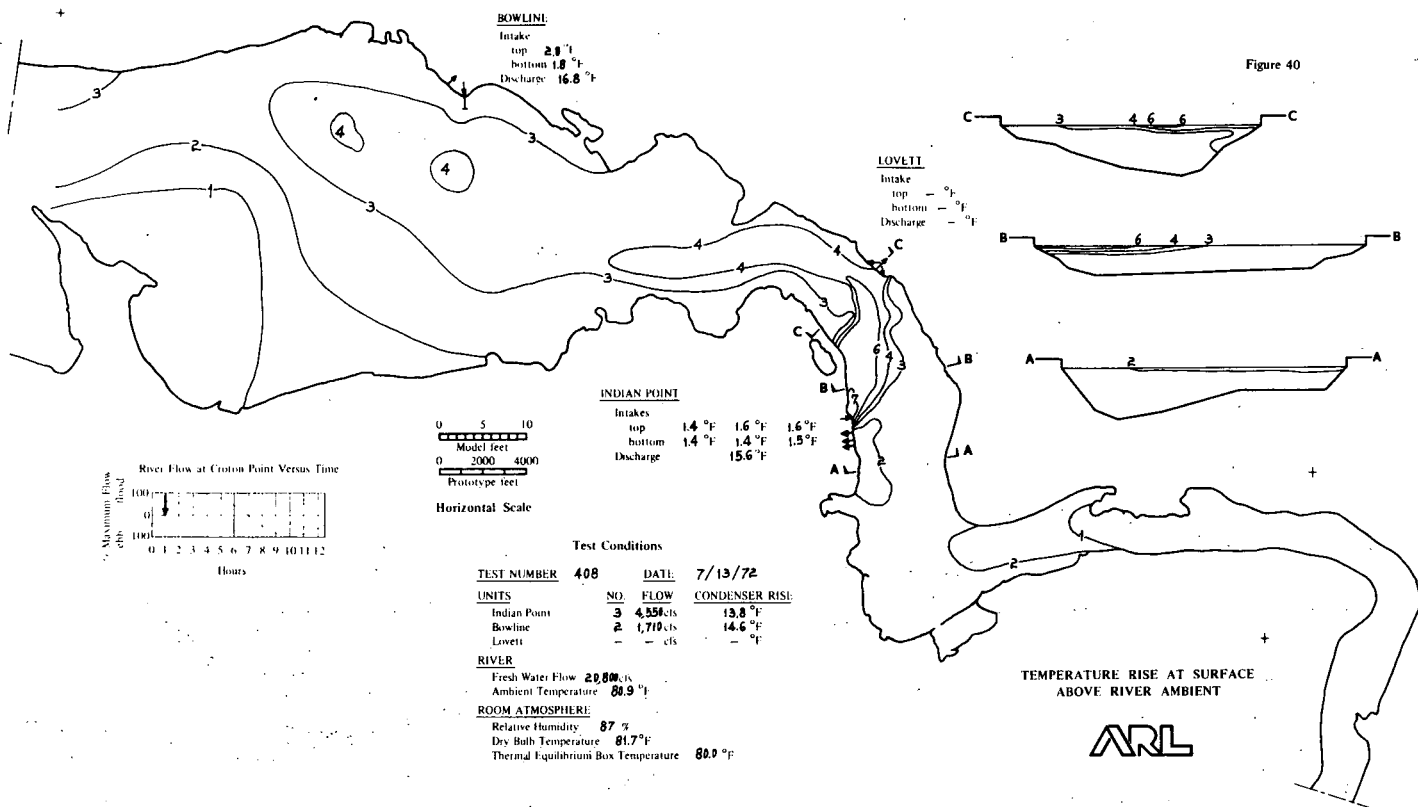 BOWLINE
Intake
top 2.0 °F
bottom 1.8 °F
Discharge 16.8 °F
Figure 40
LOVETT
Intake
top – °F
bottom – °F
Discharge – °F
C 3 4 6 6 C
B 6 4 3 B
A 2 A
3
2
1
4
4
3
3
4
4
3
4
3
C
C
6
4
3
B
B
7
2
A
A
2
1
INDIAN POINT
Intakes
top 1.4 °F 1.6 °F 1.6 °F
bottom 1.4 °F 1.4 °F 1.5 °F
Discharge 15.6 °F
0 5 10
Model feet
0 2000 4000
Prototype feet
Horizontal Scale
River Flow at Croton Point Versus Time
% Maximum Flow
ebb flood
100
0
100
0 1 2 3 4 5 6 7 8 9 10 11 12
Hours
Test Conditions
TEST NUMBER 408 DATE 7/13/72
UNITS NO. FLOW CONDENSER RISE
Indian Point 3 4,550 cfs 13.8 °F
Bowline 2 1,710 cfs 14.6 °F
Lovett – – cfs – °F
RIVER
Fresh Water Flow 20,800 cfs
Ambient Temperature 80.9 °F
ROOM ATMOSPHERE
Relative Humidity 87 %
Dry Bulb Temperature 81.7 °F
Thermal Equilibrium Box Temperature 80.0 °F
TEMPERATURE RISE AT SURFACE
ABOVE RIVER AMBIENT
ARL